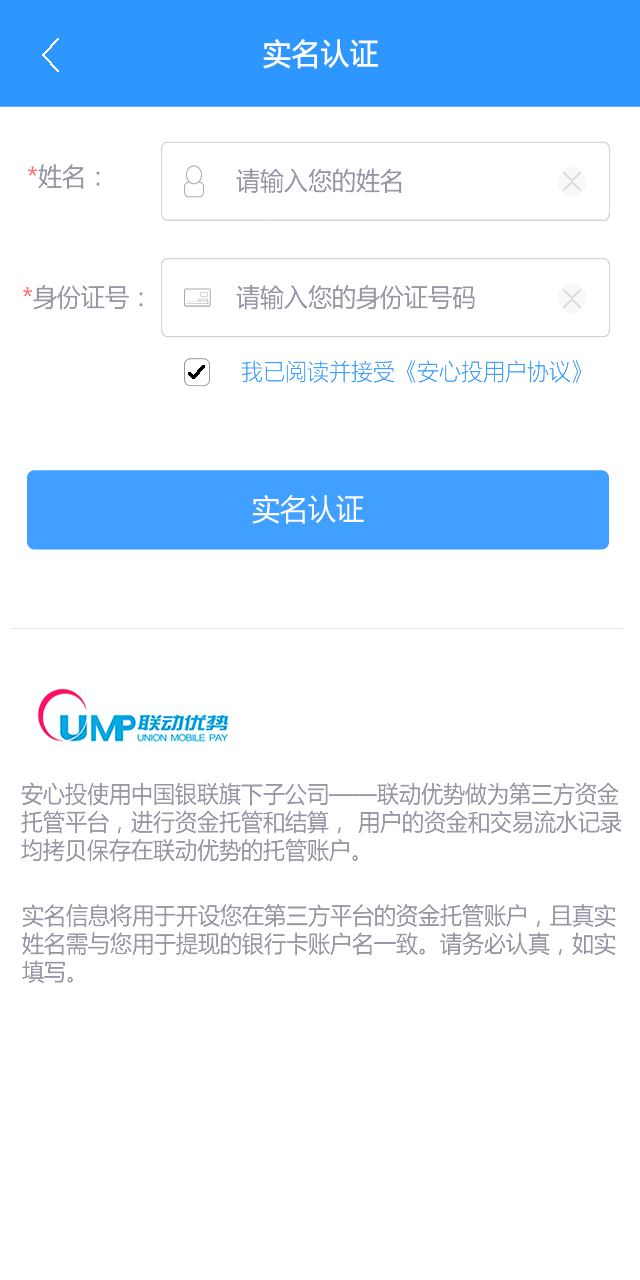 实名认证
*姓名：
请输入您的姓名
*身份证号：
请输入您的身份证号码
我已阅读并接受《安心投用户协议》
实名认证
UMP联动优势
UNION MOBILE PAY
安心投使用中国银联旗下子公司——联动优势做为第三方资金
托管平台，进行资金托管和结算， 用户的资金和交易流水记录
均拷贝保存在联动优势的托管账户。
实名信息将用于开设您在第三方平台的资金托管账户，且真实
姓名需与您用于提现的银行卡账户名一致。请务必认真，如实
填写。